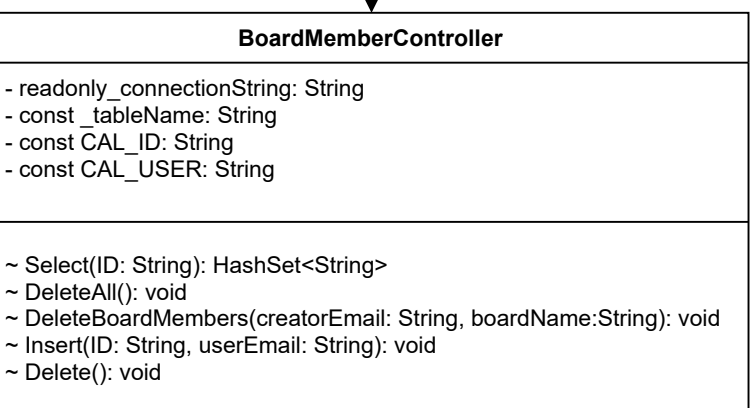 BoardMemberController
- readonly_connectionString: String
- const _tableName: String
- const CAL_ID: String
- const CAL_USER: String
~ Select(ID: String): HashSet<String>
~ DeleteAll(): void
~ DeleteBoardMembers(creatorEmail: String, boardName:String): void
~ Insert(ID: String, userEmail: String): void
~ Delete(): void